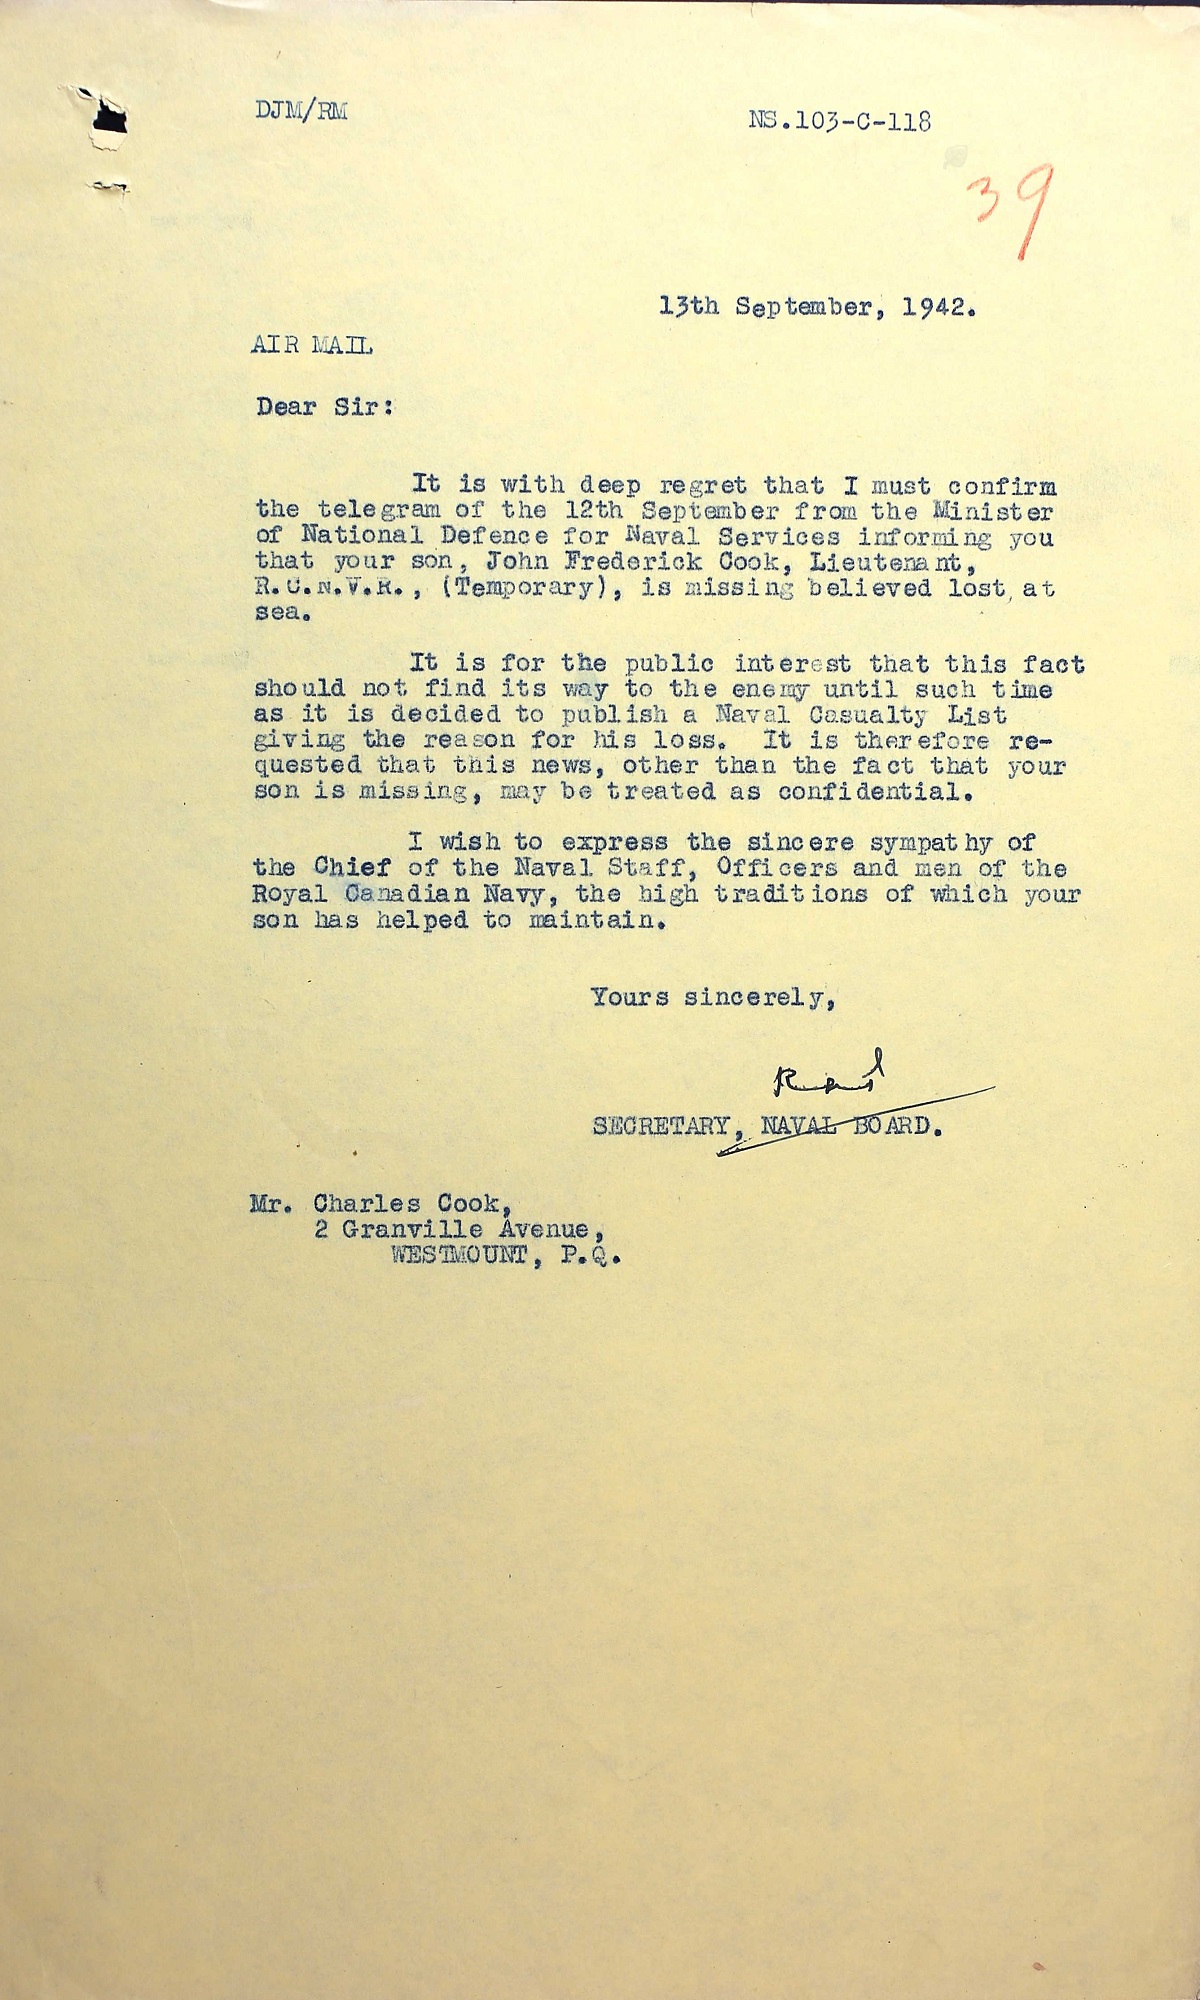 DJM/RM
NS.103-C-118
39
13th September, 1942.
AIR MAIL
Dear Sir:
It is with deep regret that I must confirm
the telegram of the 12th September from the Minister
of National Defence for Naval Services informing you
that your son, John Frederick Cook, Lieutenant,
R.C.N.V.R., (Temporary), is missing believed lost at
sea.
It is for the public interest that this fact
should not find its way to the enemy until such time
as it is decided to publish a Naval Casualty List
giving the reason for his loss. It is therefore re-
quested that this news, other than the fact that your
son is missing, may be treated as confidential.
I wish to express the sincere sympathy of
the Chief of the Naval Staff, Officers and men of the
Royal Canadian Navy, the high traditions of which your
son has helped to maintain.
Yours sincerely,
SECRETARY, NAVAL BOARD.
Mr. Charles Cook,
2 Granville Avenue,
WESTMOUNT, P.Q.